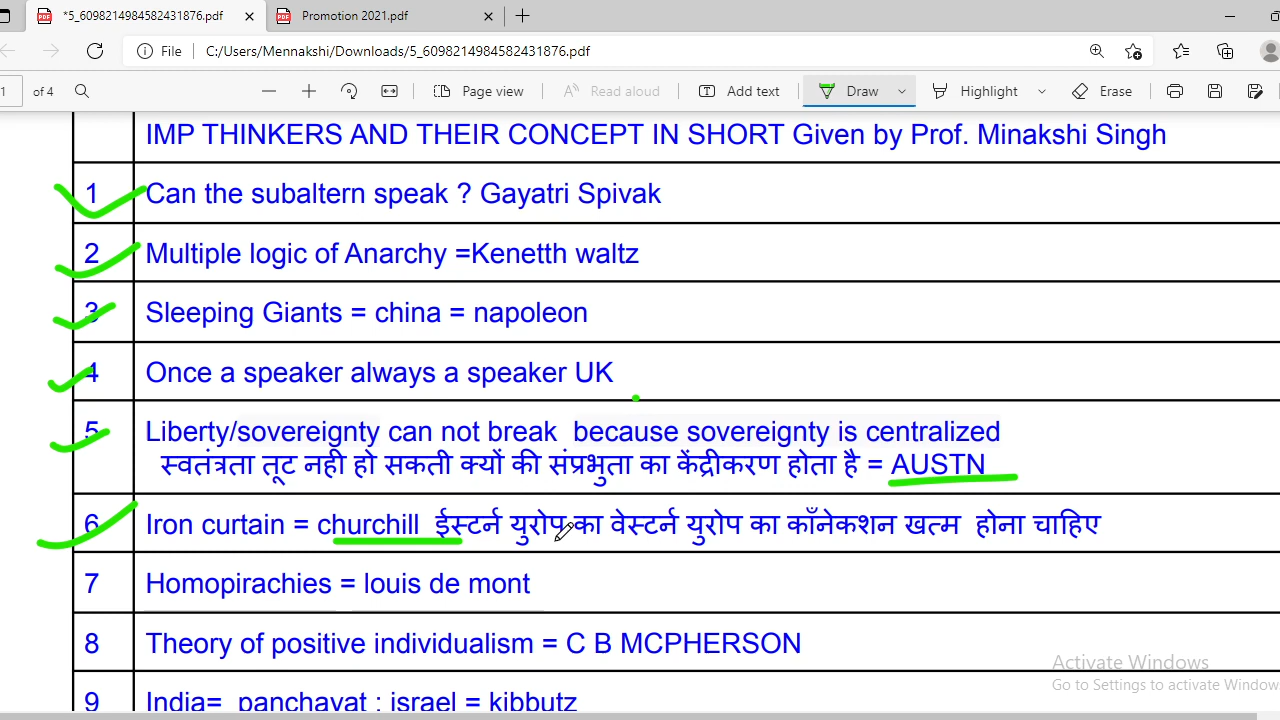 *5_6098214984582431876.pdf
Promotion 2021.pdf
File
C:/Users/Mennakshi/Downloads/5_6098214984582431876.pdf
1 of 4
Page view
Read aloud
Add text
Draw
Highlight
Erase
IMP THINKERS AND THEIR CONCEPT IN SHORT Given by Prof. Minakshi Singh
1 Can the subaltern speak ? Gayatri Spivak
2 Multiple logic of Anarchy =Kenetth waltz
3 Sleeping Giants = china = napoleon
4 Once a speaker always a speaker UK
5 Liberty/sovereignty can not break because sovereignty is centralized
स्वतंत्रता तूट नही हो सकती क्यों की संप्रभुता का केंद्रीकरण होता है = AUSTN
6 Iron curtain = churchill ईस्टर्न युरोप का वेस्टर्न युरोप का कॉंनेकशन खत्म होना चाहिए
7 Homopirachies = louis de mont
8 Theory of positive individualism = C B MCPHERSON
9 India= panchayat ; israel = kibbutz
Activate Windows
Go to Settings to activate Window